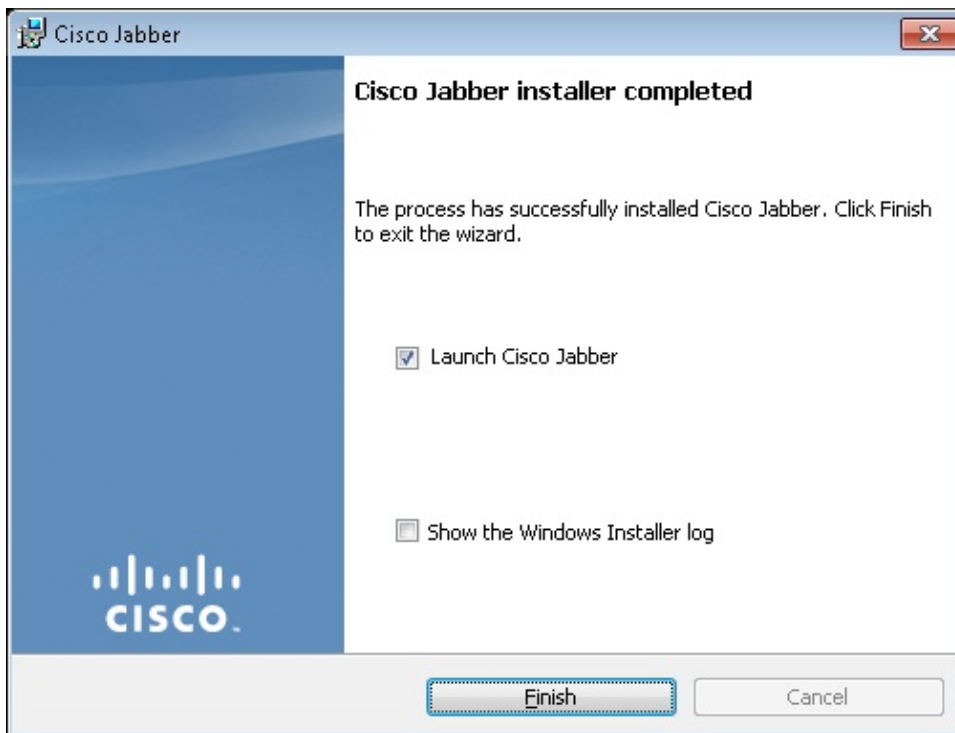 Cisco Jabber
Cisco Jabber installer completed
The process has successfully installed Cisco Jabber. Click Finish
to exit the wizard.
Launch Cisco Jabber
Show the Windows Installer log
CISCO.
Finish
Cancel